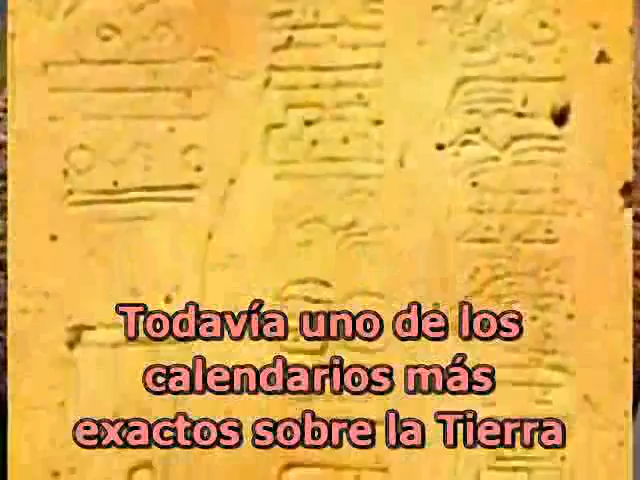 Todavía uno de los
calendarios más
exactos sobre la Tierra